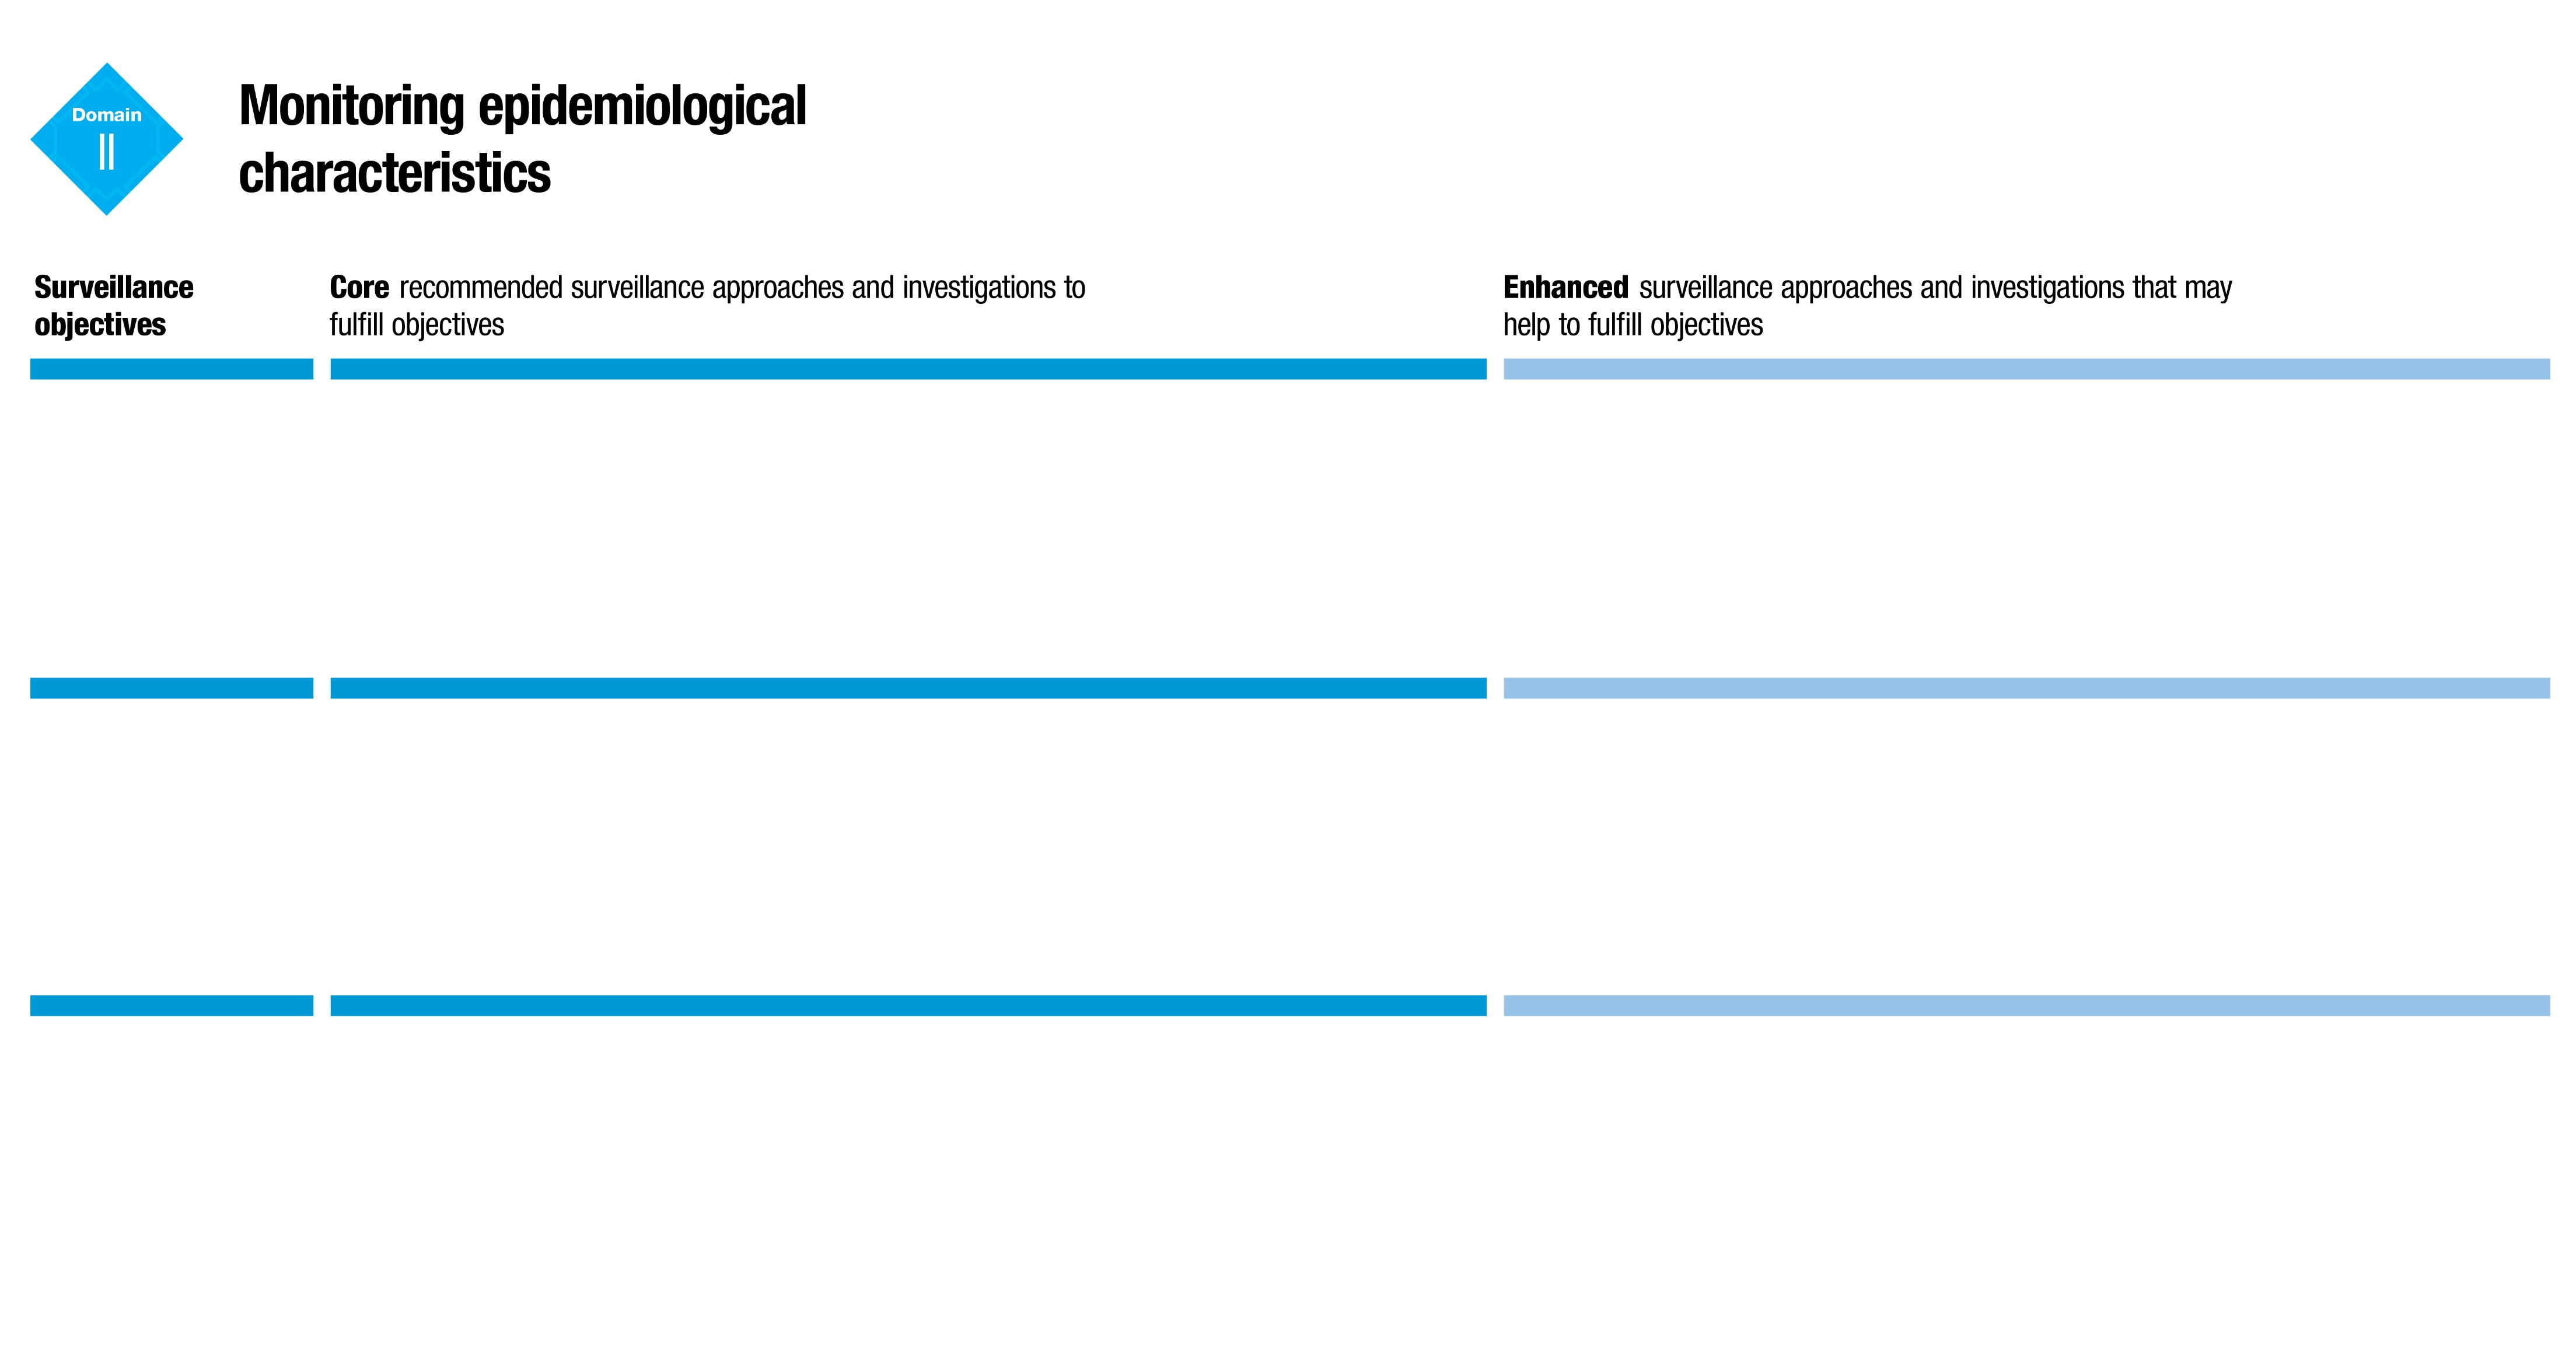 Domain
II
Monitoring epidemiological
characteristics
Surveillance
objectives
Core recommended surveillance approaches and investigations to
fulfill objectives
Enhanced surveillance approaches and investigations that may
help to fulfill objectives